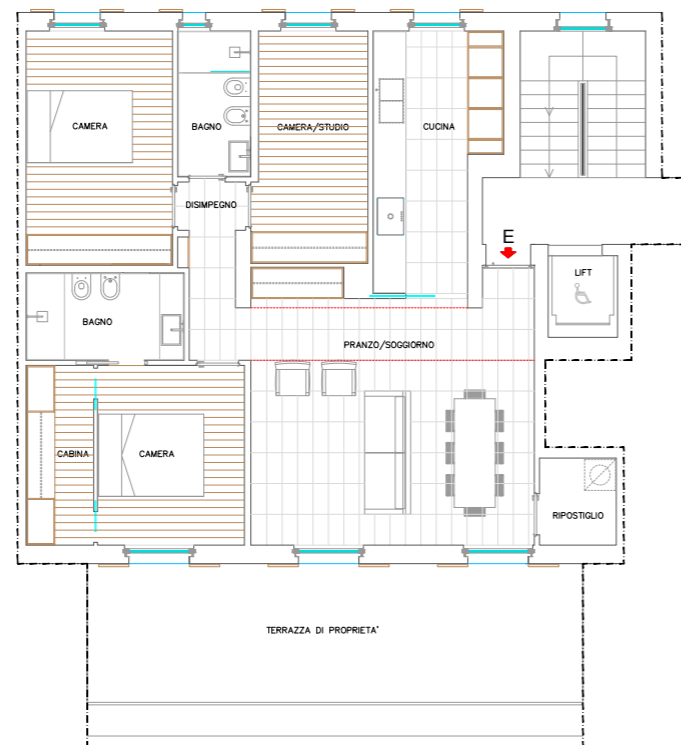 CAMERA
BAGNO
CAMERA/STUDIO
CUCINA
DISIMPEGNO
E
LIFT
BAGNO
PRANZO/SOGGIORNO
CABINA
CAMERA
RIPOSTIGLIO
TERRAZZA DI PROPRIETA'